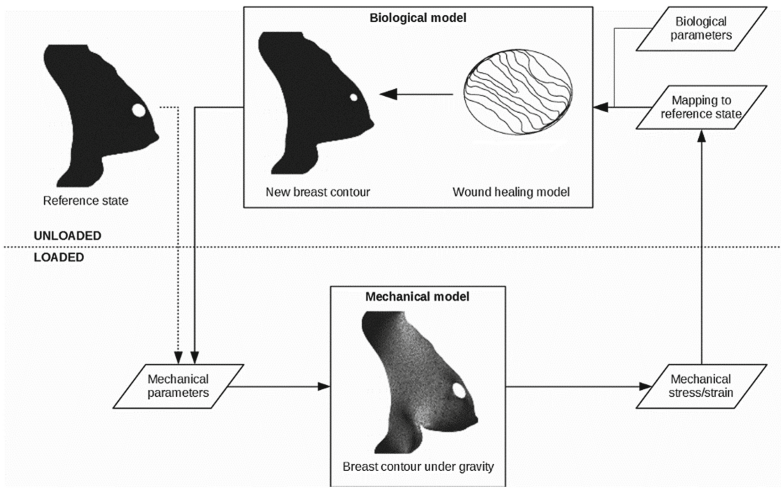 Biological model
Biological
parameters
Mapping to
reference state
New breast contour
Wound healing model
Reference state
UNLOADED
LOADED
Mechanical model
Mechanical
parameters
Mechanical
stress/strain
Breast contour under gravity